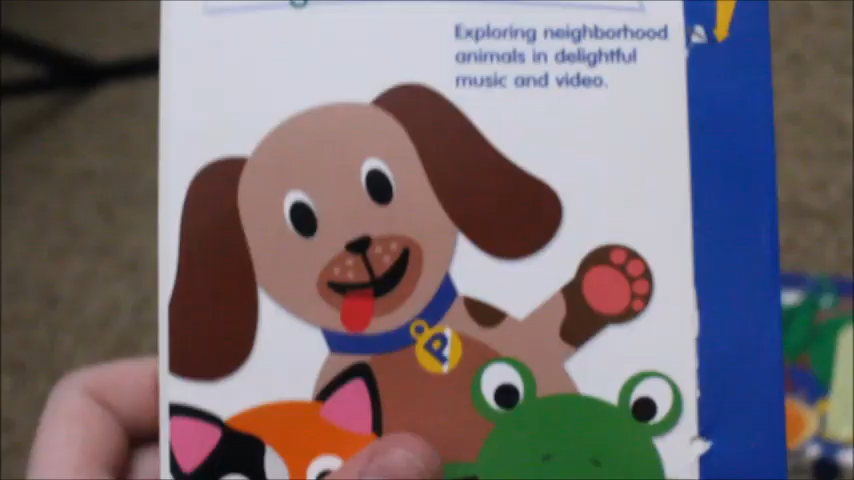 Exploring neighborhood
animals in delightful
music and video.
P